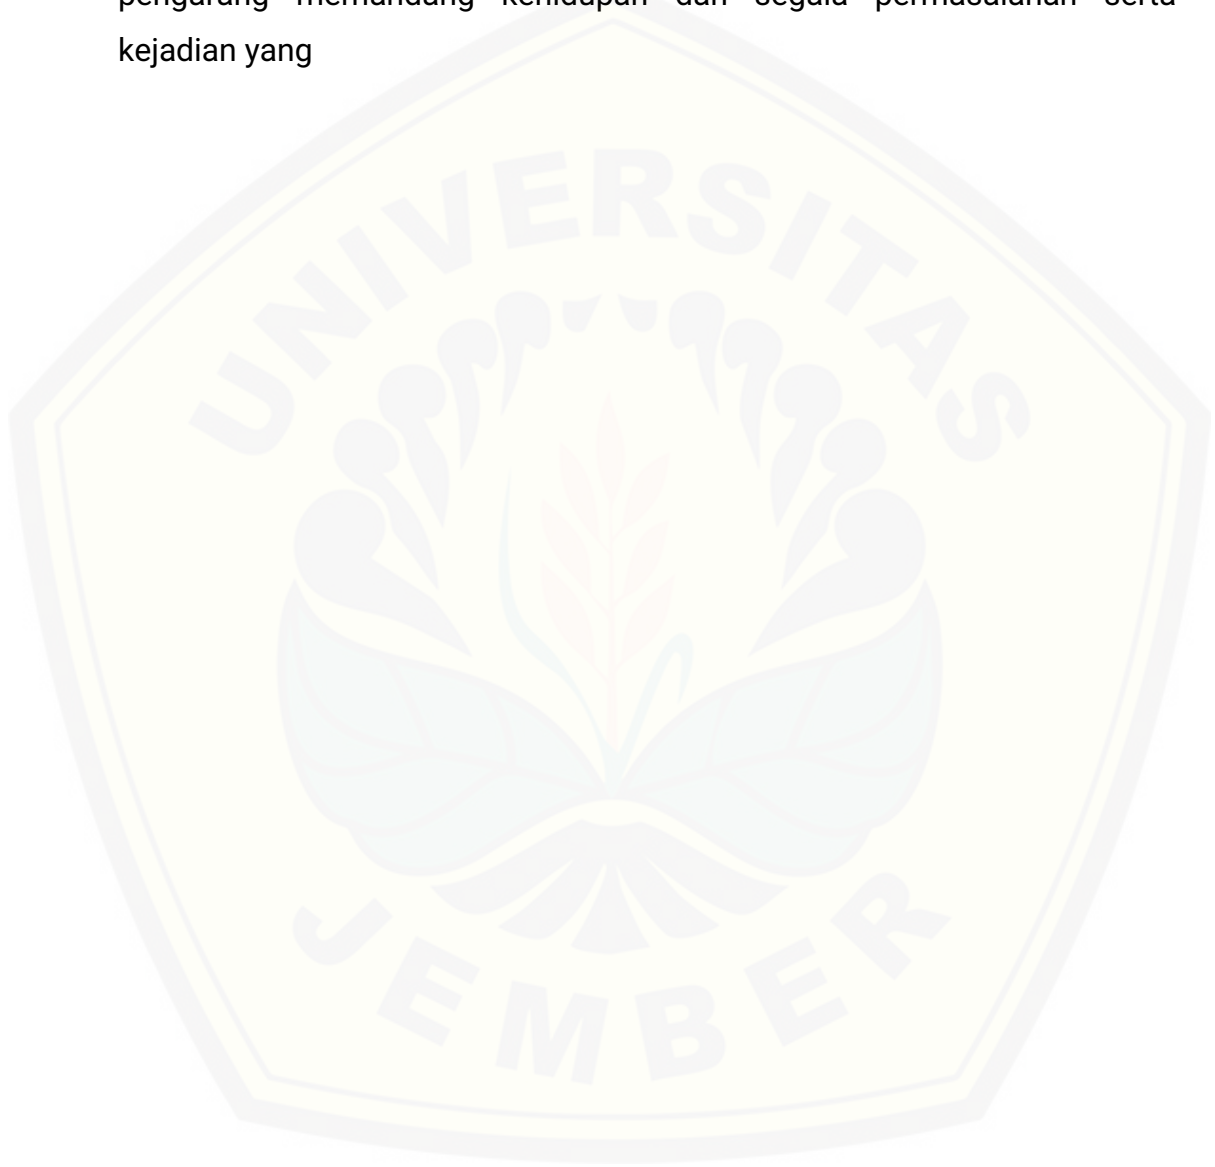 pengarang memandang kehidupan dan segala permasalahan serta
kejadian yang
UNIVERSITAS
JEMBER